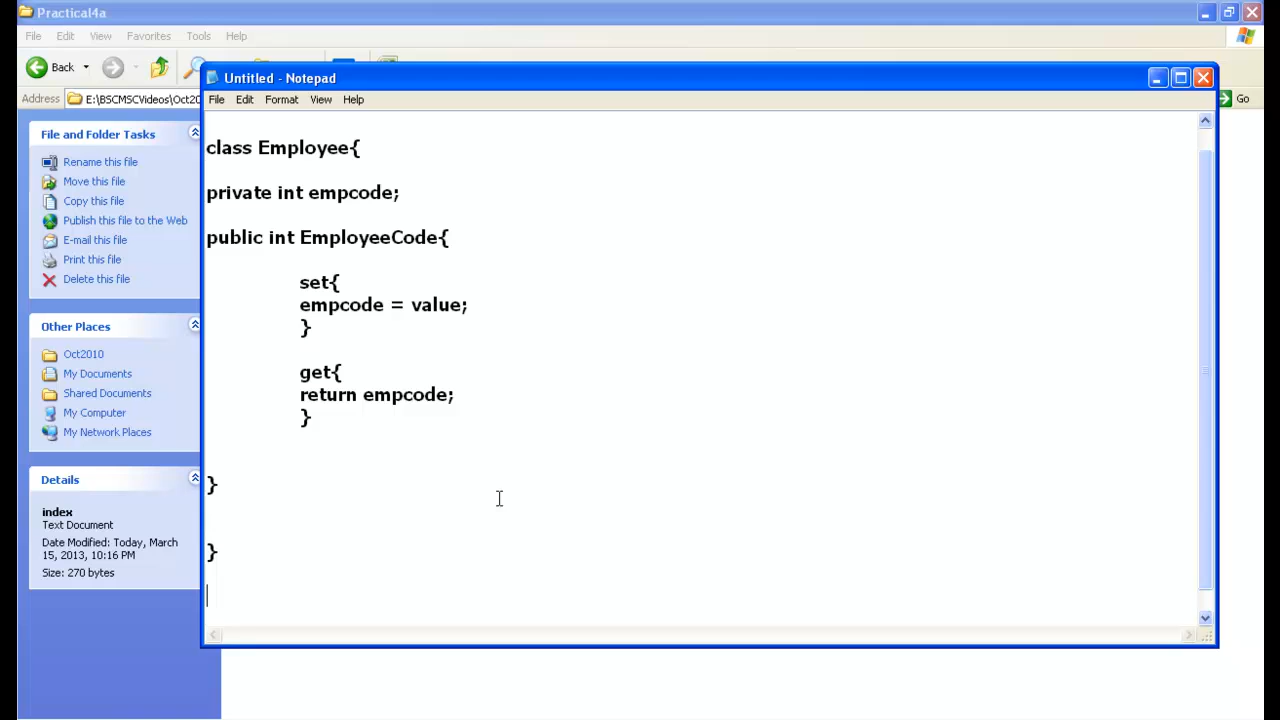 Practical4a
File Edit View Favorites Tools Help
Back
Address E:\BSCMSCVideos\Oct20
Go
File and Folder Tasks
Rename this file
Move this file
Copy this file
Publish this file to the Web
E-mail this file
Print this file
Delete this file
Other Places
Oct2010
My Documents
Shared Documents
My Computer
My Network Places
Details
index
Text Document
Date Modified: Today, March
15, 2013, 10:16 PM
Size: 270 bytes
Untitled - Notepad
File Edit Format View Help
class Employee{
private int empcode;
public int EmployeeCode{
set{
empcode = value;
}
get{
return empcode;
}
}
}